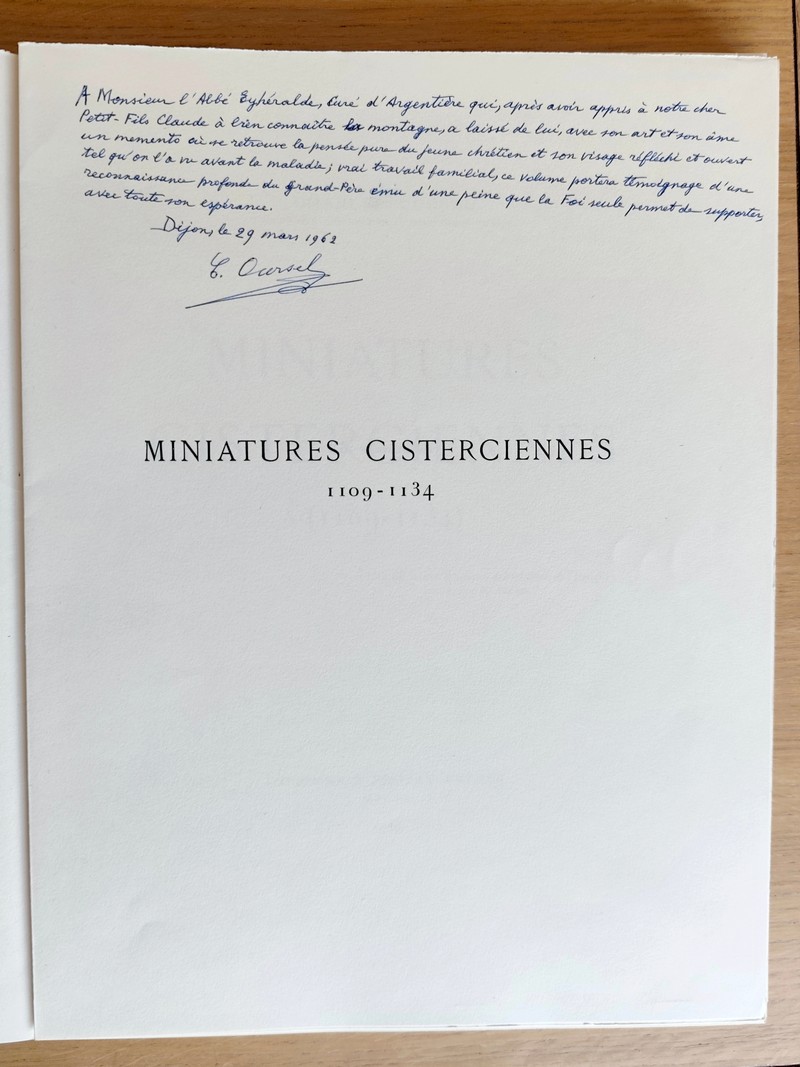 A Monsieur l'Abbé Eyhéralde, Curé d'Argentière qui, après avoir appris à notre cher
Petit-Fils Claude à bien connaître la montagne, a laissé de lui, avec son art et son âme
un memento où se retrouve la pensée pure du jeune chrétien et son visage réfléchi et ouvert
tel qu'on l'a vu avant la maladie; vrai travail familial, ce volume portera témoignage d'une
reconnaissance profonde du Grand-Père ému d'une peine que la Foi seule permet de supporter,
avec toute son espérance.
Dijon, le 29 mars 1962
C. Oursel
MINIATURES CISTERCIENNES
1109-1134